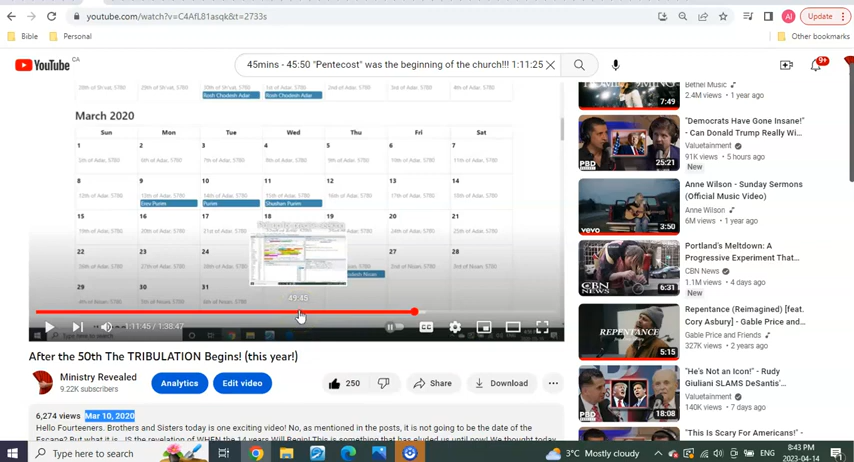 youtube.com/watch?v=C4AfL81asqk&t=2733s
AI
Update
Bible
Personal
Other bookmarks
YouTube CA
45mins - 45:50 "Pentecost" was the beginning of the church!!! 1:11:25
9+
March 2020
Sun Mon Tue Wed Thu Fri Sat
1 2 3 4 5 6 7
8 9 10 11 12 13 14
Purim
Shushan Purim
15 16 17 18 19 20 21
22 23 24 27 28
29 30 31
49:45
1:11:45 / 1:38:47
After the 50th The TRIBULATION Begins! (this year!)
Ministry Revealed
9.22K subscribers
Analytics
Edit video
250
Share
Download
6,274 views Mar 10, 2020
Hello Fourteeners. Brothers and Sisters today is one exciting video! No, as mentioned in the posts, it is not going to be the date of the
Escape? But what it.. IS the revelation of WHEN the 14 years Will Begin! This is something that has eluded us until now! We thought today
Bethel Music
2.4M views • 1 year ago
7:49
"Democrats Have Gone Insane!"
- Can Donald Trump Really Wi...
Valuetainment
91K views • 5 hours ago
New
PBD
25:21
Anne Wilson - Sunday Sermons
(Official Music Video)
Anne Wilson
6M views • 1 year ago
vevo
3:50
Portland's Meltdown: A
Progressive Experiment That...
CBN News
1.1M views • 4 days ago
New
CBN NEWS
6:31
Repentance (Reimagined) [feat.
Cory Asbury] - Gable Price and...
Gable Price and Friends
327K views • 2 years ago
REPENTANCE
5:15
"He's Not an Icon!" - Rudy
Giuliani SLAMS DeSantis'...
Valuetainment
140K views • 7 days ago
PBD
18:08
"This Is Scary For Americans!" -
Type here to search
3°C Mostly cloudy
8:43 PM
2023-04-14